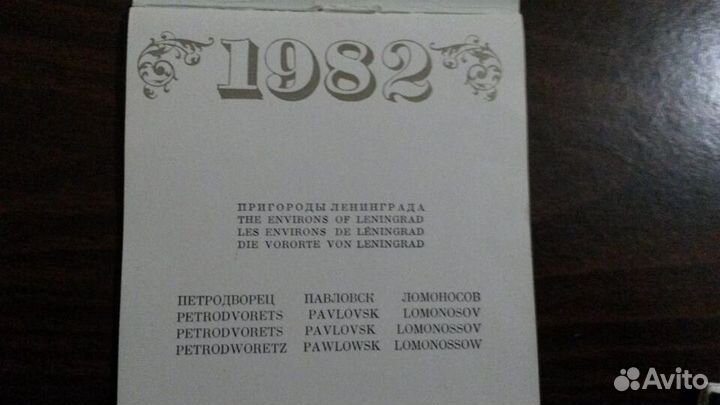 1982
ПРИГОРОДЫ ЛЕНИНГРАДА
THE ENVIRONS OF LENINGRAD
LES ENVIRONS DE LÉNINGRAD
DIE VORORTE VON LENINGRAD
ПЕТРОДВОРЕЦ ПАВЛОВСК ЛОМОНОСОВ
PETRODVORETS PAVLOVSK LOMONOSOV
PETRODVORETS PAVLOVSK LOMONOSSOV
PETRODWORETZ PAWLOWSK LOMONOSSOW
Avito